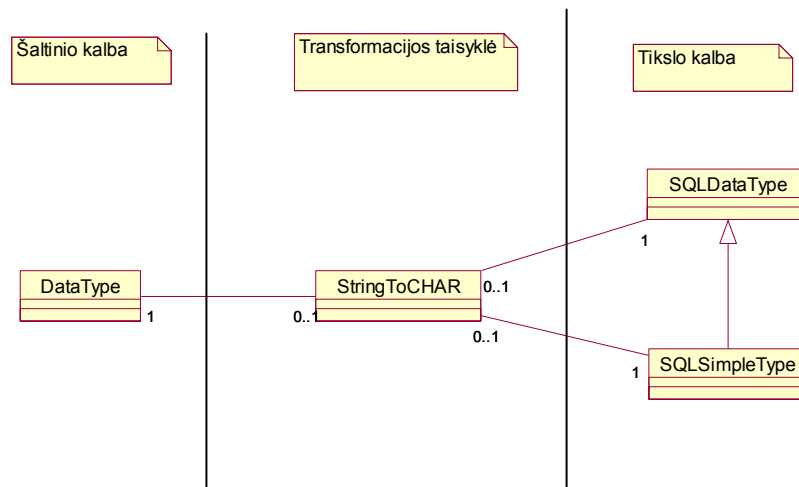 Šaltinio kalba
Transformacijos taisyklė
Tikslo kalba
SQLDataType
1
DataType
StringToCHAR
0..1
1
0..1
0..1
1
SQLSimpleType